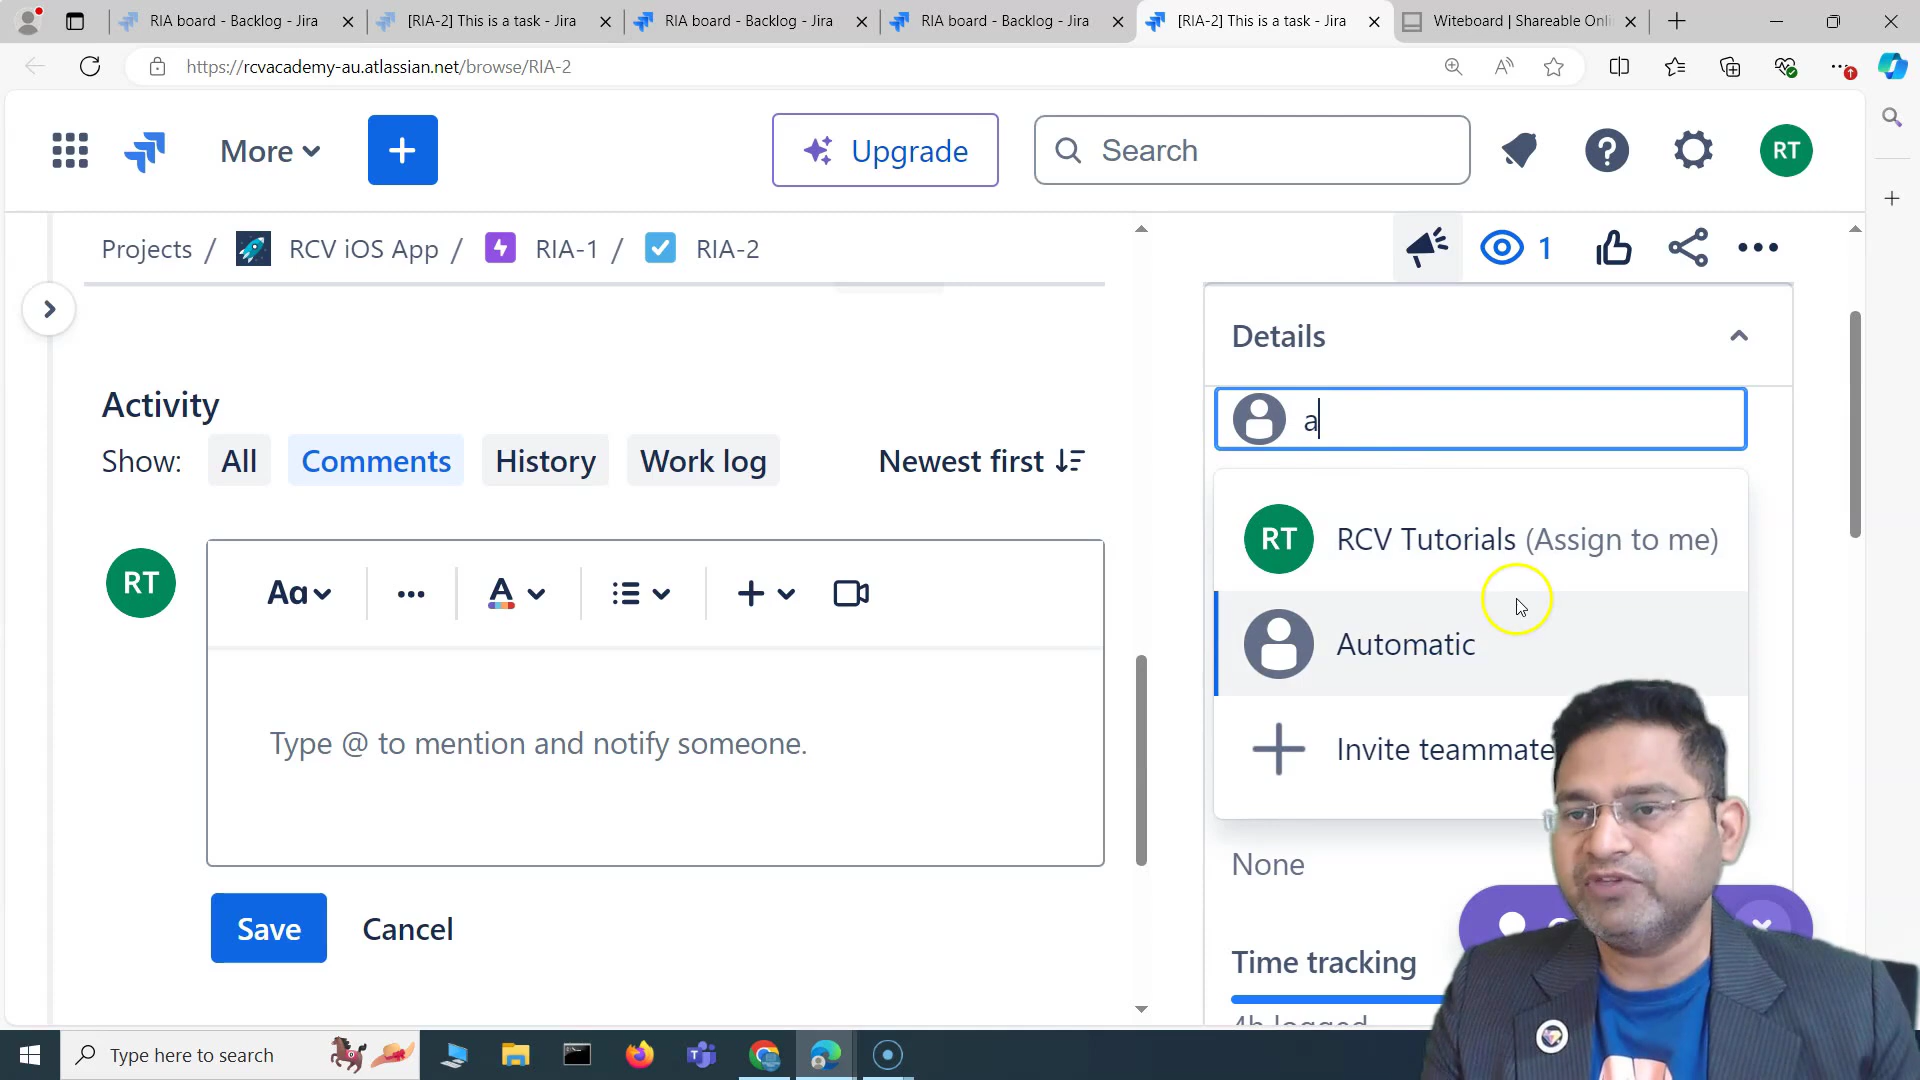 RIA board - Backlog - Jira
[RIA-2] This is a task - Jira
RIA board - Backlog - Jira
RIA board - Backlog - Jira
[RIA-2] This is a task - Jira
Witeboard | Shareable Onli
https://rcvacademy-au.atlassian.net/browse/RIA-2
More
Upgrade
Search
RT
Projects / RCV iOS App / RIA-1 / RIA-2
1
Details
a
Activity
Show: All Comments History Work log Newest first
RT RCV Tutorials (Assign to me)
RT
Aa
A
Automatic
Type @ to mention and notify someone.
Invite teammate
None
Save Cancel
Time tracking
4h logged
Type here to search